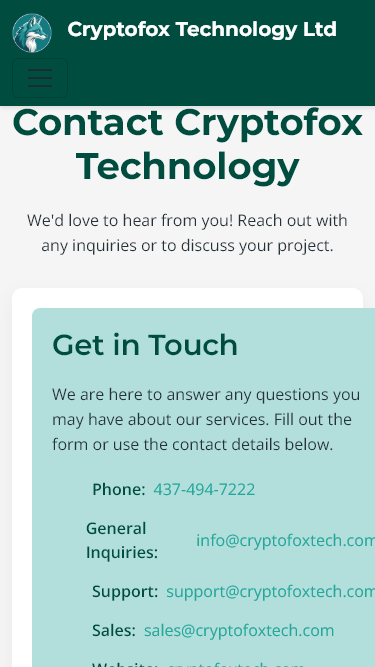 Cryptofox Technology Ltd
Contact Cryptofox
Technology
We'd love to hear from you! Reach out with
any inquiries or to discuss your project.
Get in Touch
We are here to answer any questions you
may have about our services. Fill out the
form or use the contact details below.
Phone: 437-494-7222
General
Inquiries: info@cryptofoxtech.com
Support: support@cryptofoxtech.com
Sales: sales@cryptofoxtech.com
Website: cryptofoxtech.com